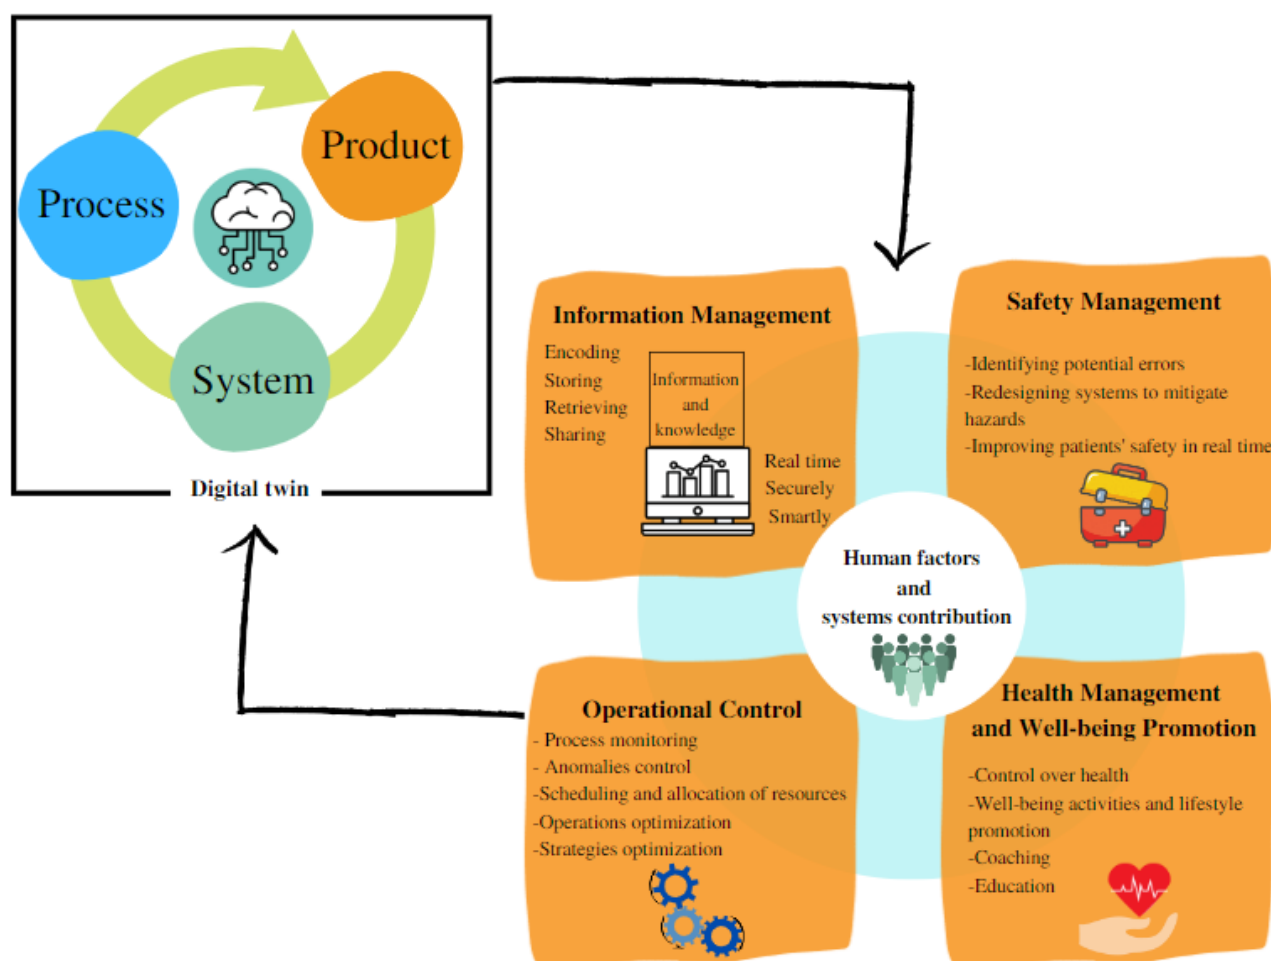 Product
Process
System
Digital twin
Information Management
Encoding
Storing
Retrieving
Sharing
Information
and
knowledge
Real time
Securely
Smartly
Safety Management
-Identifying potential errors
-Redesigning systems to mitigate
hazards
-Improving patients' safety in real time
Human factors
and
systems contribution
Operational Control
- Process monitoring
- Anomalies control
-Scheduling and allocation of resources
-Operations optimization
-Strategies optimization
Health Management
and Well-being Promotion
-Control over health
-Well-being activities and lifestyle
promotion
-Coaching
-Education